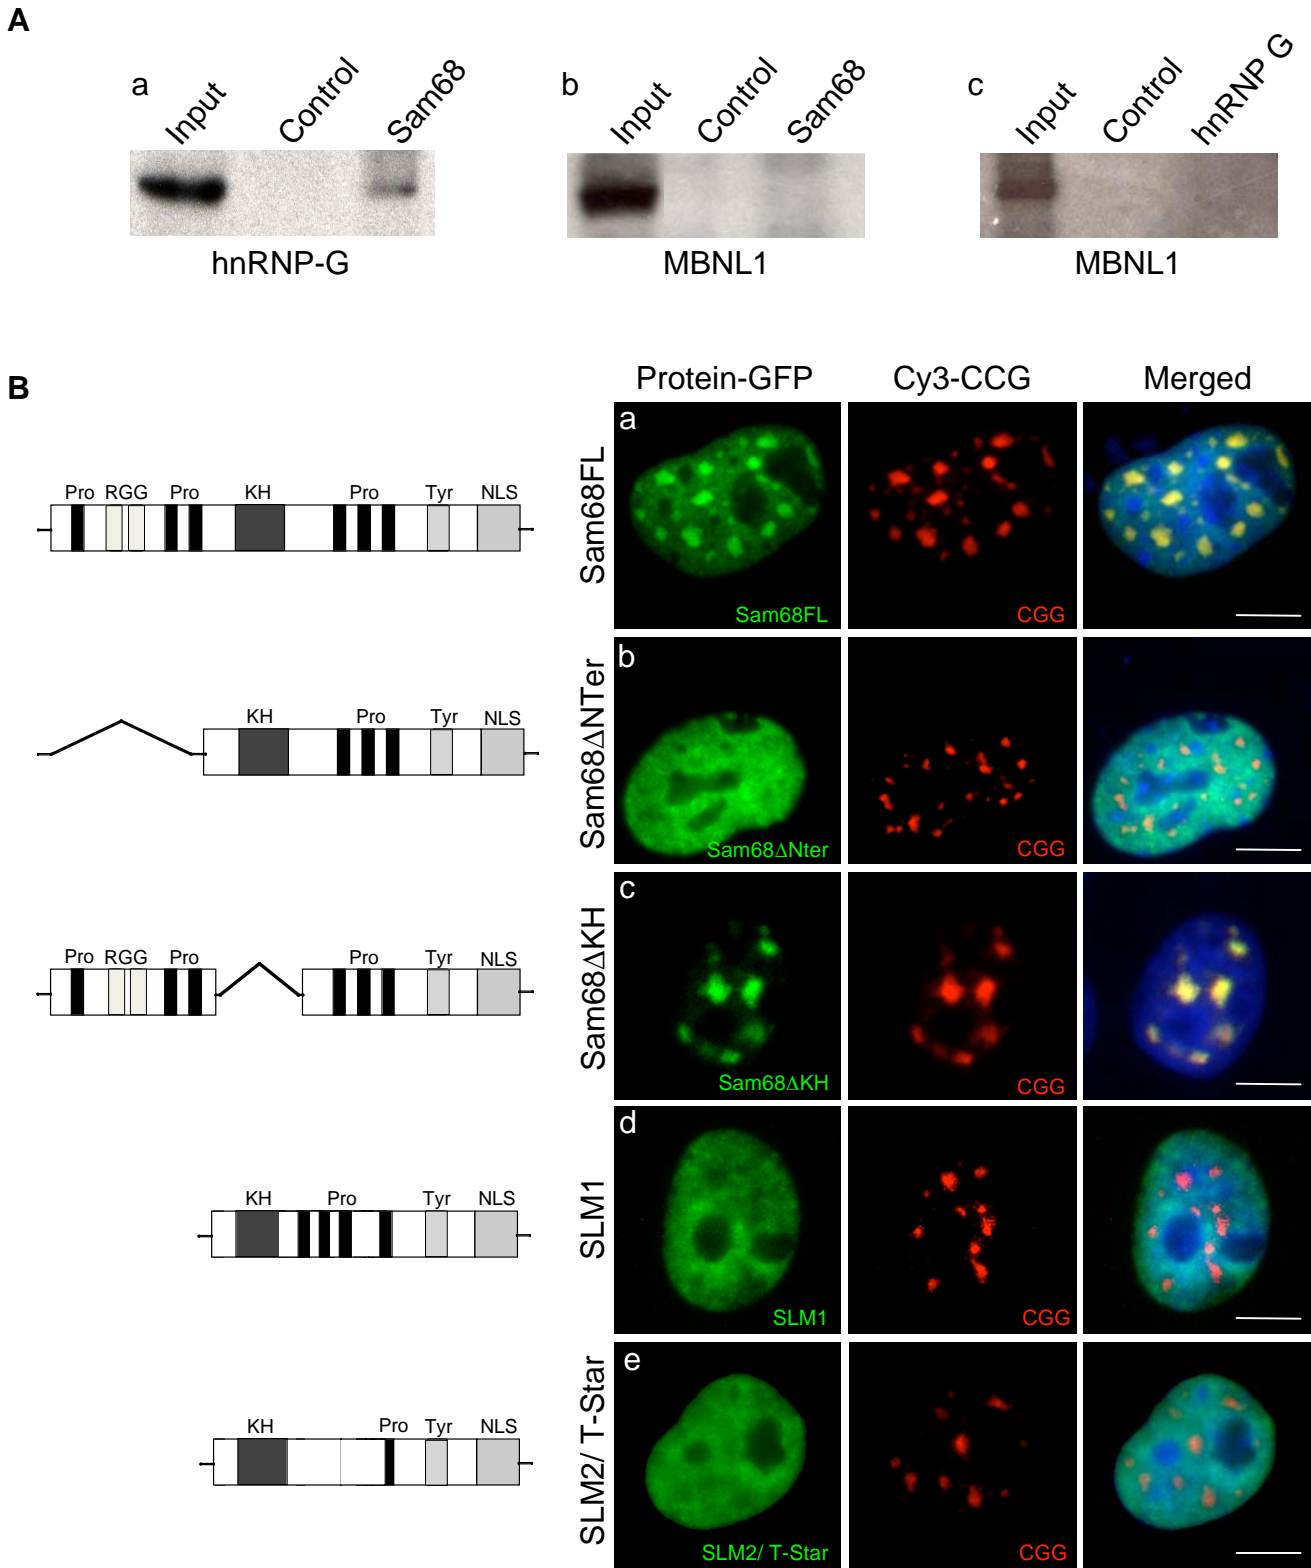 A
a
Input
Control
Sam68
hnRNP-G
b
Input
Control
Sam68
MBNL1
c
Input
Control
hnRNP G
MBNL1
B
Protein-GFP
Cy3-CCG
Merged
Pro RGG Pro KH Pro Tyr NLS
Sam68FL
a
Sam68FL
CGG
KH Pro Tyr NLS
Sam68ΔNTer
b
Sam68ΔNter
CGG
Pro RGG Pro Pro Tyr NLS
Sam68ΔKH
c
Sam68ΔKH
CGG
KH Pro Tyr NLS
SLM1
d
SLM1
CGG
KH Pro Tyr NLS
SLM2/ T-Star
e
SLM2/ T-Star
CGG